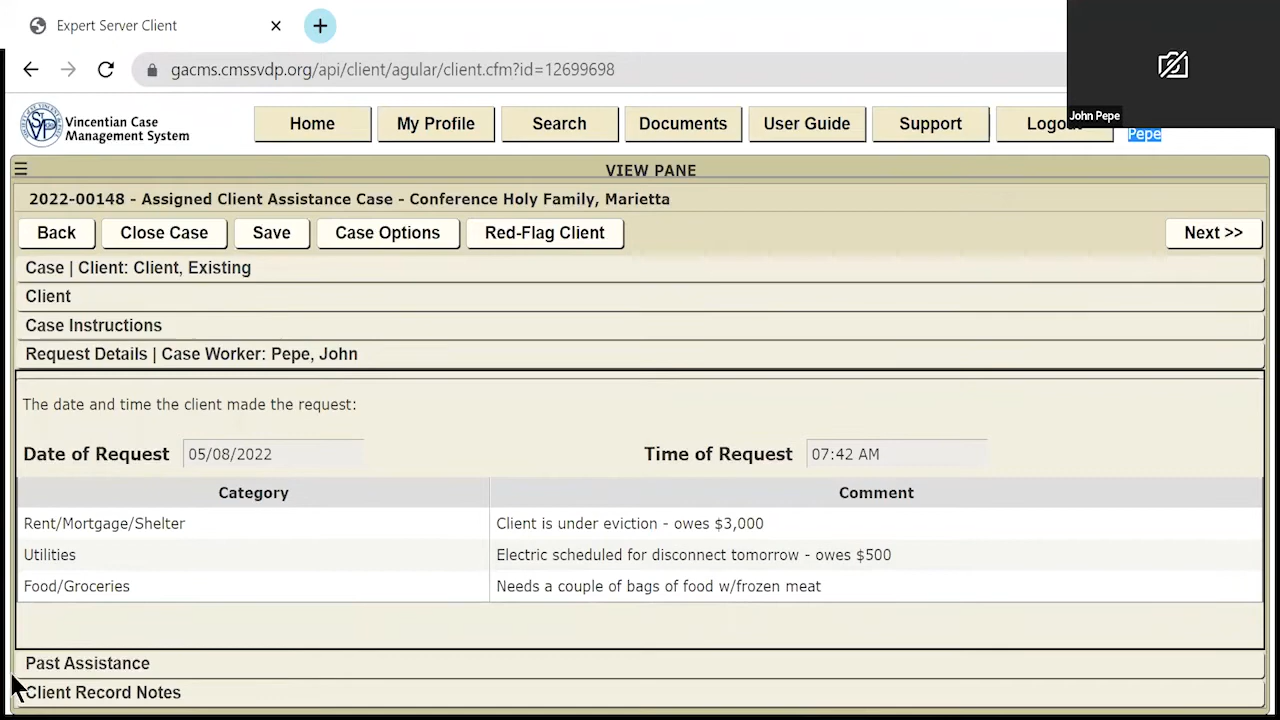 Expert Server Client
gacms.cmssvdp.org/api/client/agular/client.cfm?id=12699698
John Pepe
Vincentian Case
Management System
Home
My Profile
Search
Documents
User Guide
Support
Pepe
VIEW PANE
2022-00148 - Assigned Client Assistance Case - Conference Holy Family, Marietta
Back
Close Case
Save
Case Options
Red-Flag Client
Next >>
Case | Client: Client, Existing
Client
Case Instructions
Request Details | Case Worker: Pepe, John
The date and time the client made the request:
Date of Request 05/08/2022 Time of Request 07:42 AM
Category Comment
Rent/Mortgage/Shelter Client is under eviction - owes $3,000
Utilities Electric scheduled for disconnect tomorrow - owes $500
Food/Groceries Needs a couple of bags of food w/frozen meat
Past Assistance
Client Record Notes